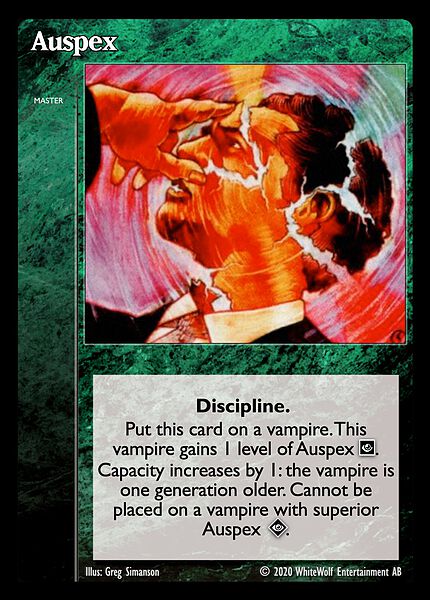 Auspex
MASTER
Discipline.
Put this card on a vampire. This
vampire gains 1 level of Auspex.
Capacity increases by 1: the vampire is
one generation older. Cannot be
placed on a vampire with superior
Auspex.
Illus: Greg Simanson © 2020 WhiteWolf Entertainment AB